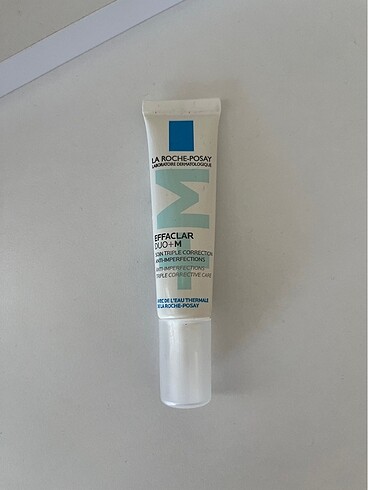 LA ROCHE-POSAY
LABORATOIRE DERMATOLOGIQUE
+M
EFFACLAR
DUO+M
SOIN TRIPLE CORRECTION
ANTI-IMPERFECTIONS
ANTI-IMPERFECTIONS
TRIPLE CORRECTIVE CARE
AVEC DE L'EAU THERMALE
DE LA ROCHE-POSAY